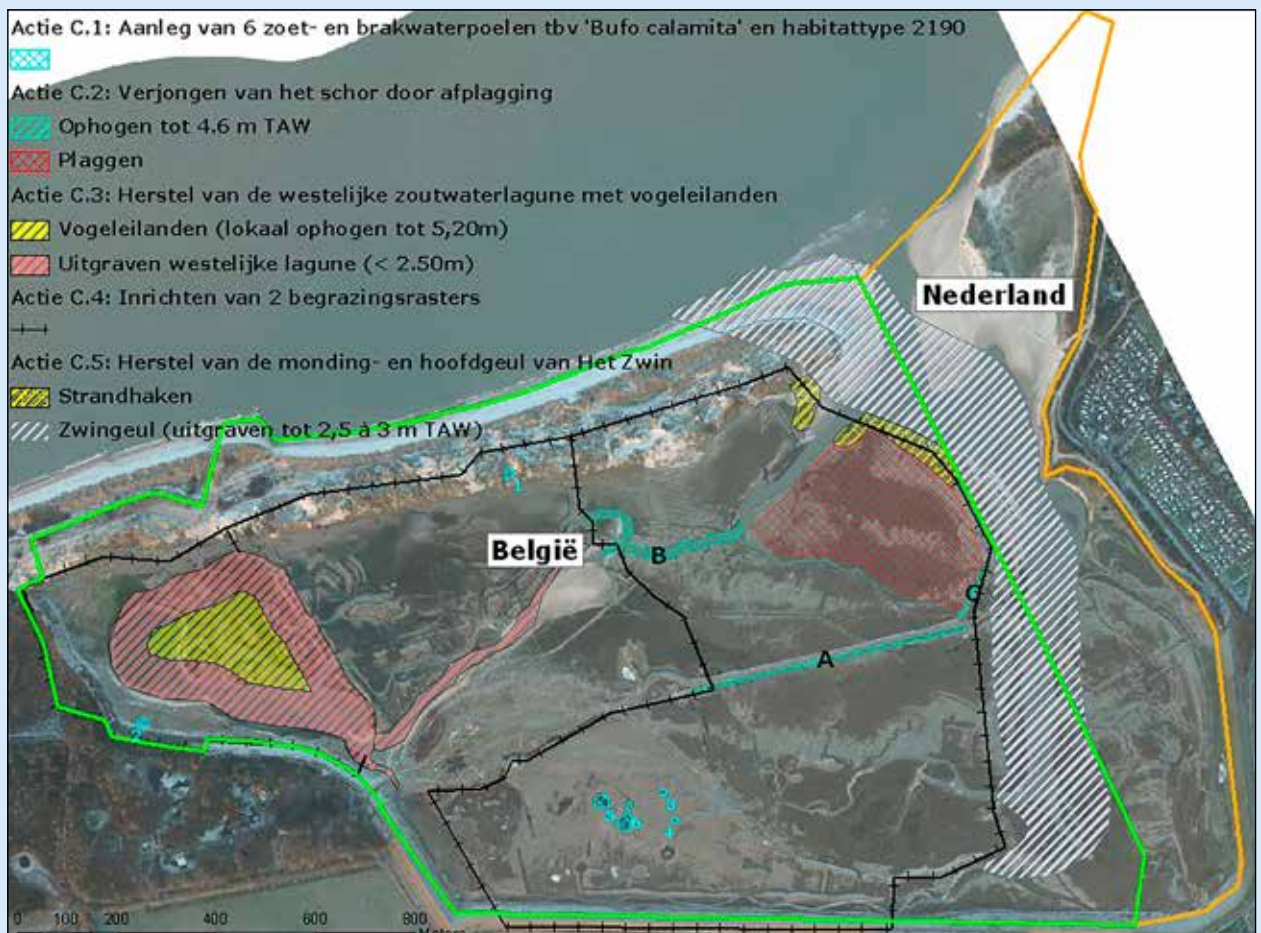 Actie C.1: Aanleg van 6 zoet- en brakwaterpoelen tbv 'Bufo calamita' en habitattype 2190
Actie C.2: Verjongen van het schor door afplagging
Ophogen tot 4.6 m TAW
Plaggen
Actie C.3: Herstel van de westelijke zoutwaterlagune met vogeleilanden
Vogeleilanden (lokaal ophogen tot 5,20m)
Uitgraven westelijke lagune (< 2.50m)
Actie C.4: Inrichten van 2 begrazingsrasters
Actie C.5: Herstel van de monding- en hoofdgeul van Het Zwin
Strandhaken
Zwingeul (uitgraven tot 2,5 à 3 m TAW)
Nederland
België
B
C
A
0 100 200 400 600 800